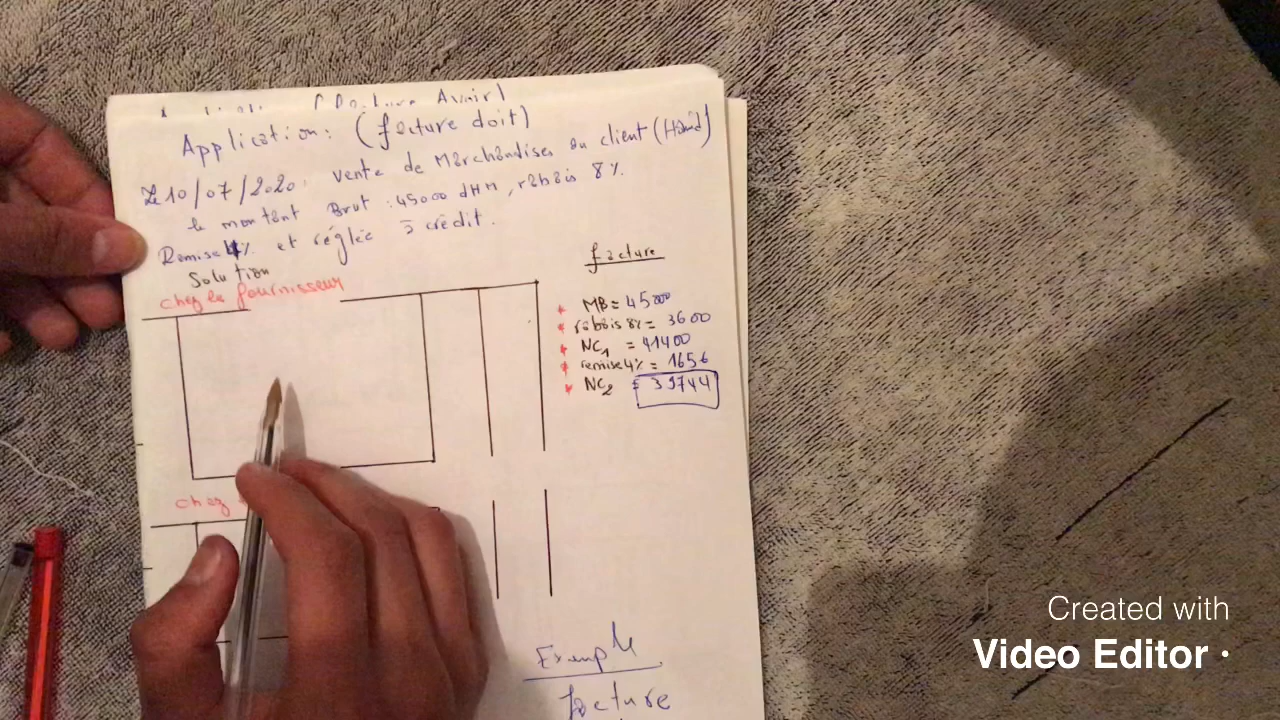 Application: (facture doit)
Le 10/07/2020: vente de Marchandises au client (Hamid)
le montant Brut : 45000 dHM, rabais 8%.
Remise 4% et réglée à crédit.
Solution
chez le fournisseur
chez
facture
* MB = 45000
* rabais 8% = 3600
* NC1 = 41400
* remise 4% = 1656
* NC2 = 39744
Exemple
facture
Created with
Video Editor